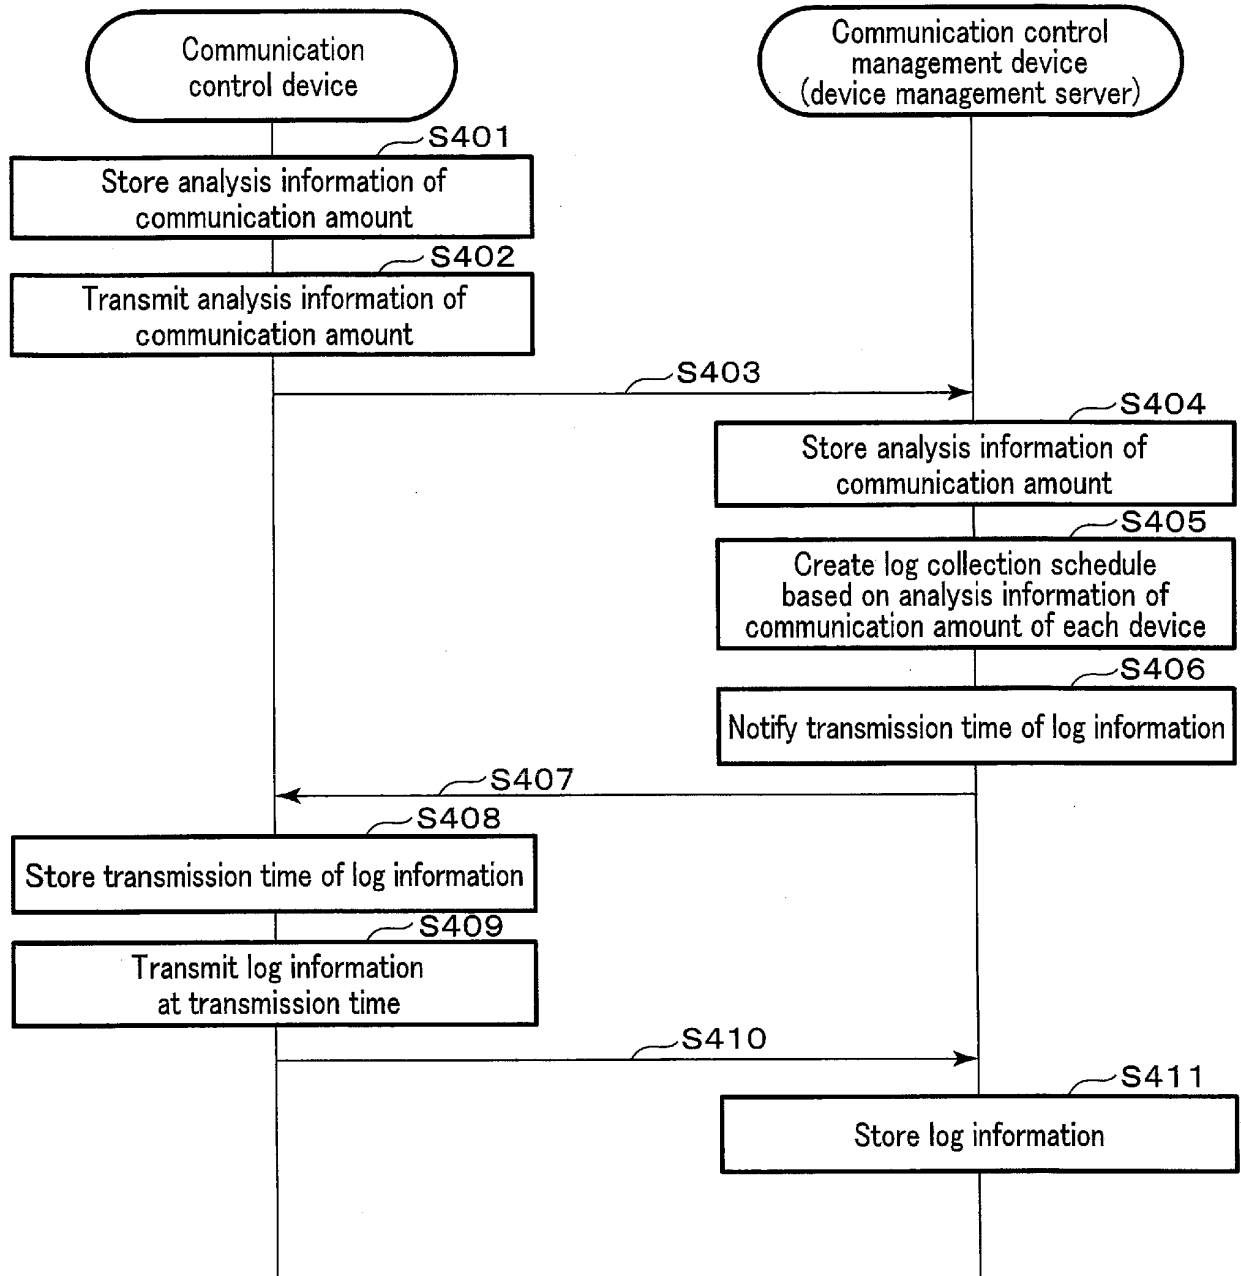 Communication
control device
Communication control
management device
(device management server)
S401
Store analysis information of
communication amount
S402
Transmit analysis information of
communication amount
S403
S404
Store analysis information of
communication amount
S405
Create log collection schedule
based on analysis information of
communication amount of each device
S406
Notify transmission time of log information
S407
S408
Store transmission time of log information
S409
Transmit log information
at transmission time
S410
S411
Store log information